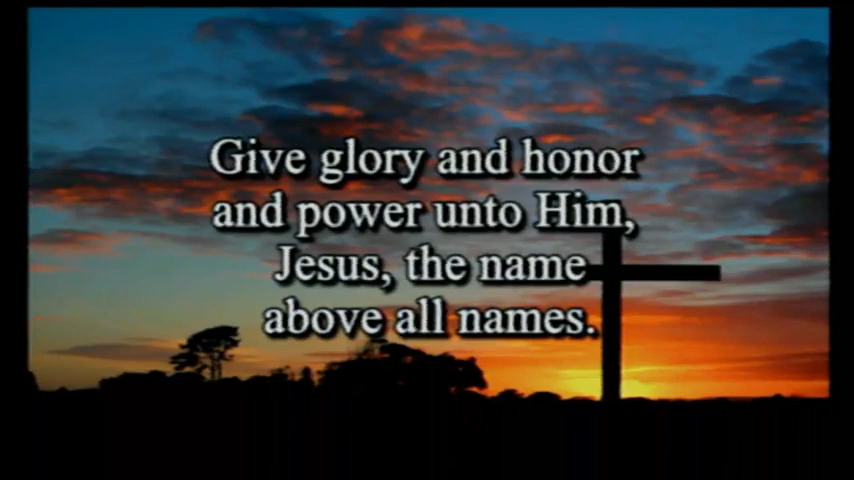 Give glory and honor
and power unto Him,
Jesus, the name
above all names.